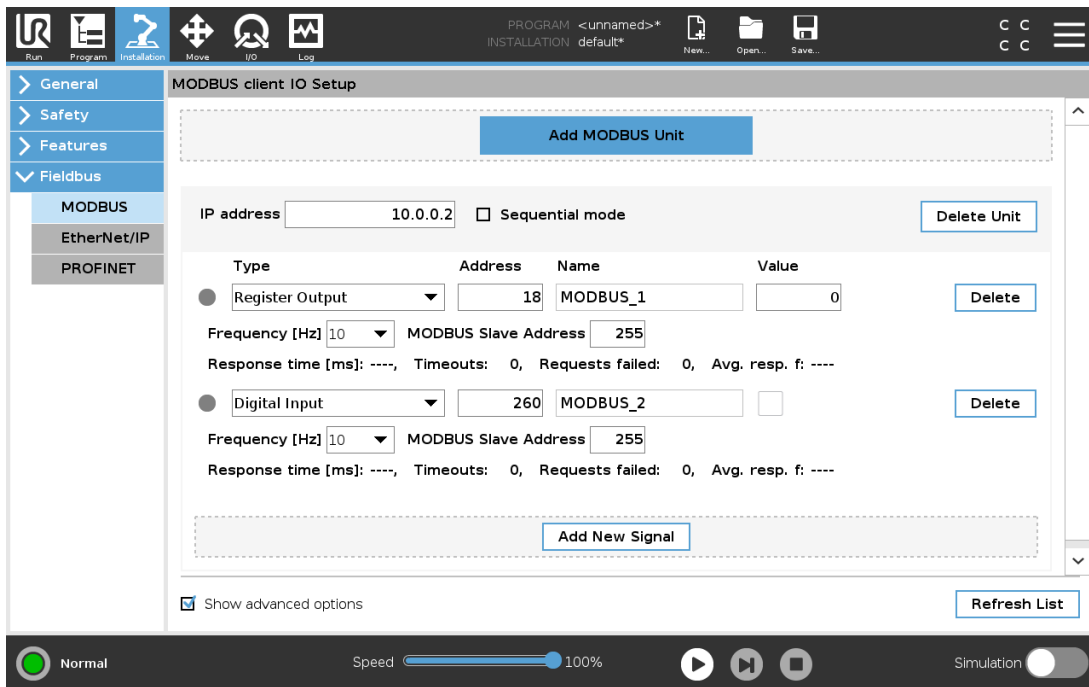 PROGRAM <unnamed>*
INSTALLATION default*
UR
Run Program Installation Move I/O Log New... Open... Save...
C C
C C
General
Safety
Features
Fieldbus
MODBUS
EtherNet/IP
PROFINET
MODBUS client IO Setup
Add MODBUS Unit
IP address 10.0.0.2 Sequential mode Delete Unit
Type Address Name Value
Register Output 18 MODBUS_1 0 Delete
Frequency [Hz] 10 MODBUS Slave Address 255
Response time [ms]: ----, Timeouts: 0, Requests failed: 0, Avg. resp. f: ----
Digital Input 260 MODBUS_2 Delete
Frequency [Hz] 10 MODBUS Slave Address 255
Response time [ms]: ----, Timeouts: 0, Requests failed: 0, Avg. resp. f: ----
Add New Signal
Show advanced options Refresh List
Normal Speed 100% Simulation